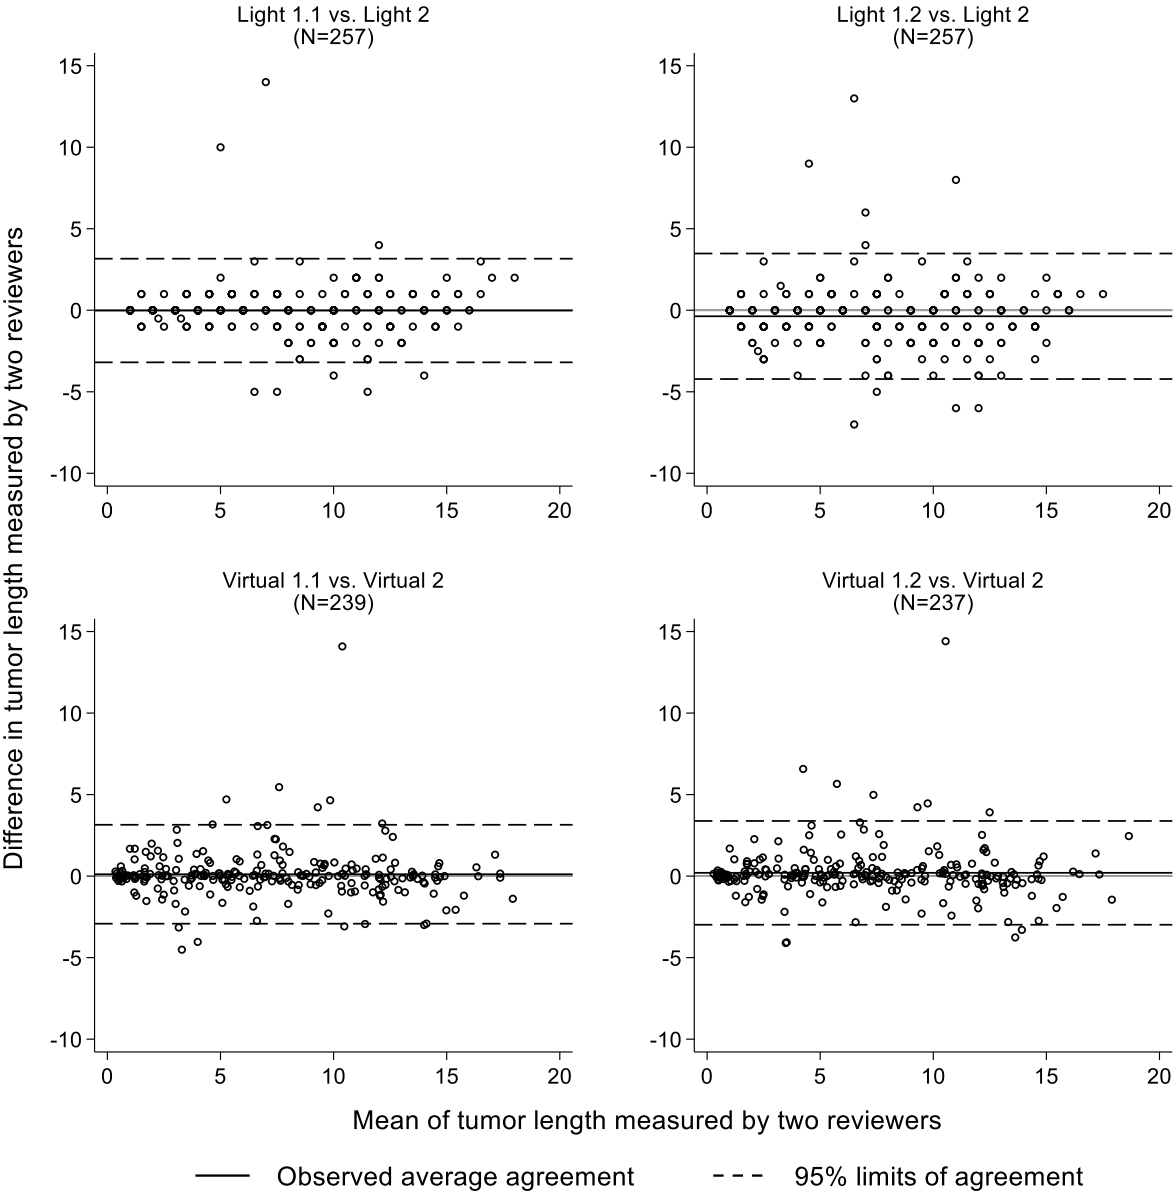 Light 1.1 vs. Light 2
(N=257)
15
10
5
0
-5
-10
0 5 10 15 20
Light 1.2 vs. Light 2
(N=257)
15
10
5
0
-5
-10
0 5 10 15 20
Difference in tumor length measured by two reviewers
Virtual 1.1 vs. Virtual 2
(N=239)
15
10
5
0
-5
-10
0 5 10 15 20
Virtual 1.2 vs. Virtual 2
(N=237)
15
10
5
0
-5
-10
0 5 10 15 20
Mean of tumor length measured by two reviewers
Observed average agreement
95% limits of agreement